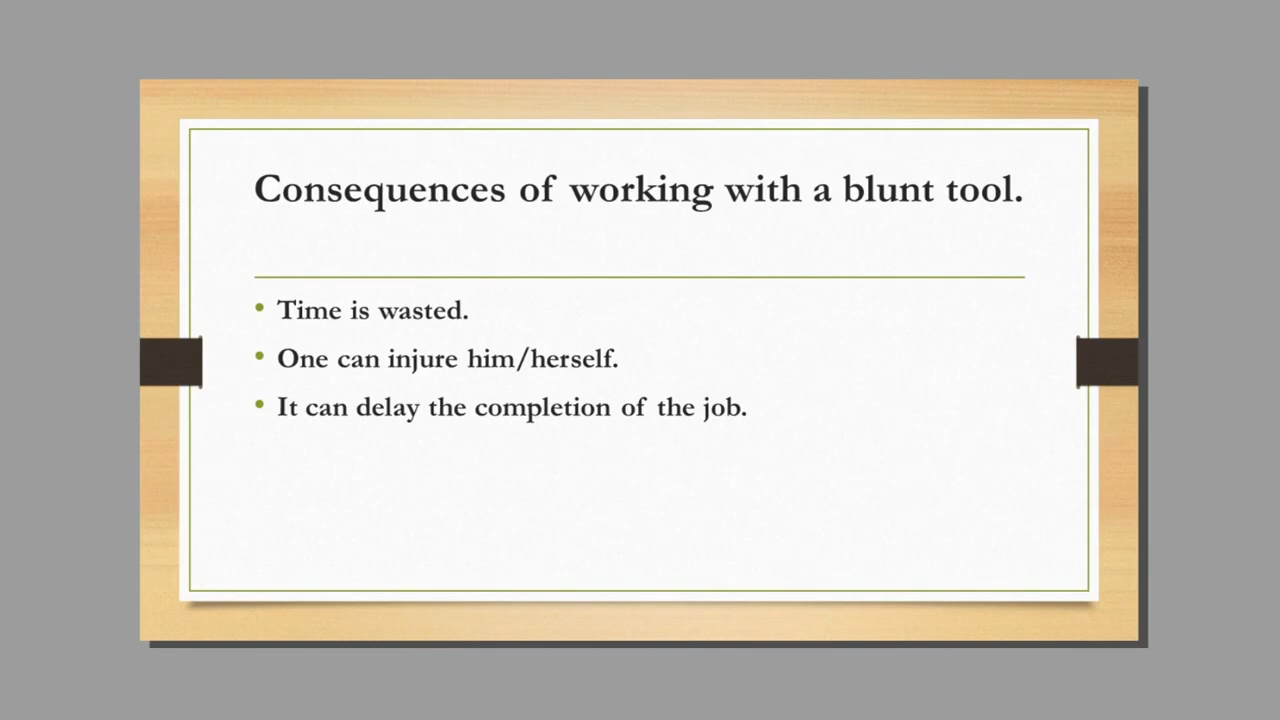 Consequences of working with a blunt tool.
• Time is wasted.
• One can injure him/herself.
• It can delay the completion of the job.